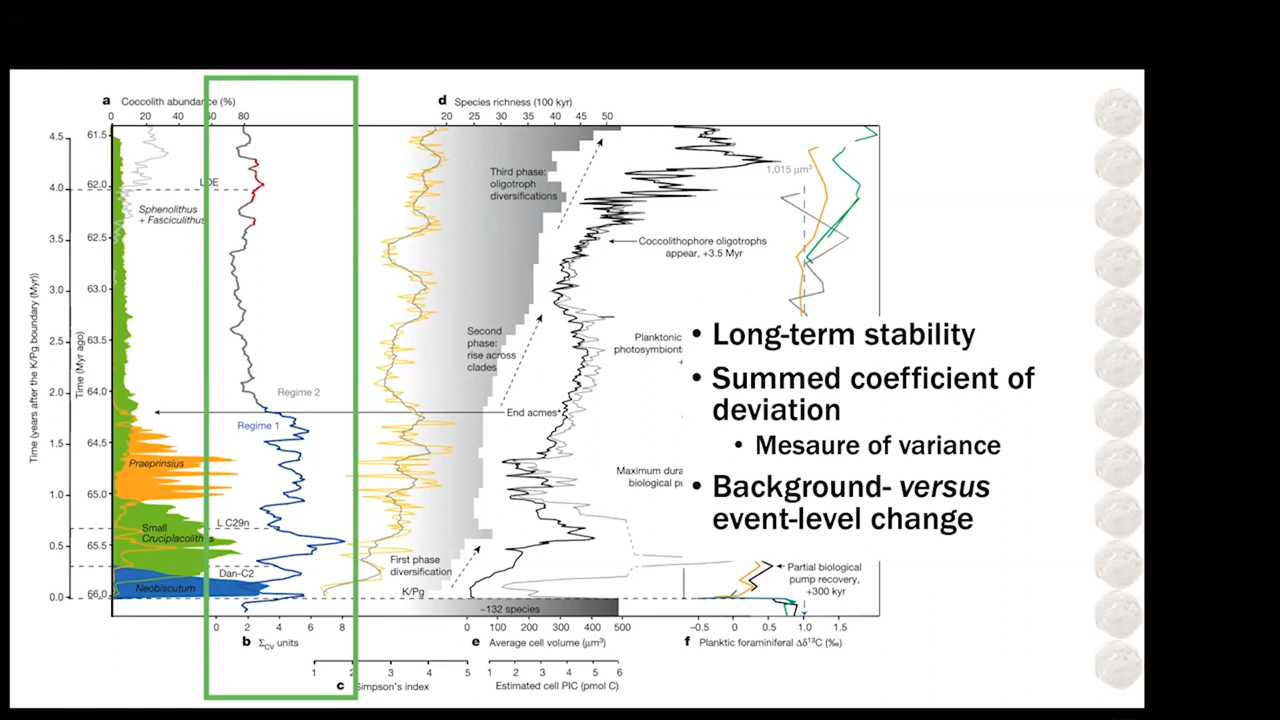 a Coccolith abundance (%)
0 20 40 60 80
d Species richness (100 kyr)
20 25 30 35 40 45 50
Time (years after the K/Pg boundary (Myr))
4.5
4.0
3.5
3.0
2.5
2.0
1.5
1.0
0.5
0.0
Time (Myr ago)
61.5
62.0
62.5
63.0
63.5
64.0
64.5
65.0
65.5
66.0
LDE
Sphenolithus
+ Fasciculithus
Regime 2
Regime 1
Praeprinsius
L C29n
Small
Cruciplacolithus
Dan-C2
Neobiscutum
Third phase:
oligotroph
diversifications
1,015 µm³
Coccolithophore oligotrophs
appear, +3.5 Myr
Second
phase:
rise across
clades
Planktonic
photosymbiont
End acmes
Maximum dura
biological pu
First phase
diversification
K/Pg
~132 species
Partial biological
pump recovery,
+300 kyr
• Long-term stability
• Summed coefficient of
deviation
• Mesaure of variance
• Background- versus
event-level change
0 2 4 6 8
b ΣCV units
1 2 3 4 5
c Simpson's index
0 100 200 300 400 500
e Average cell volume (µm³)
1 2 3 4 5 6
Estimated cell PIC (pmol C)
−0.5 0 0.5 1.0 1.5
f Planktic foraminiferal Δδ¹³C (‰)